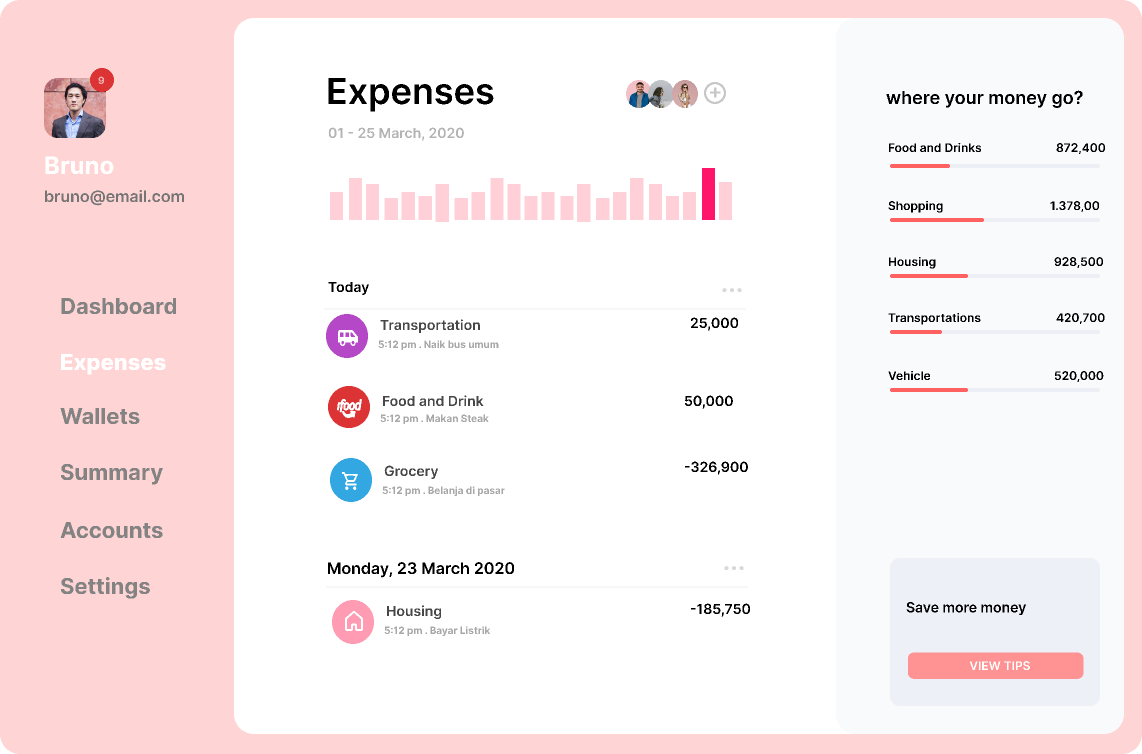 9
Bruno
bruno@email.com
Dashboard
Expenses
Wallets
Summary
Accounts
Settings
Expenses
01 - 25 March, 2020
Today
Transportation
25,000
5:12 pm . Naik bus umum
ifood
Food and Drink
50,000
5:12 pm . Makan Steak
Grocery
-326,900
5:12 pm . Belanja di pasar
Monday, 23 March 2020
Housing
-185,750
5:12 pm . Bayar Listrik
where your money go?
Food and Drinks 872,400
Shopping 1.378,00
Housing 928,500
Transportations 420,700
Vehicle 520,000
Save more money
VIEW TIPS